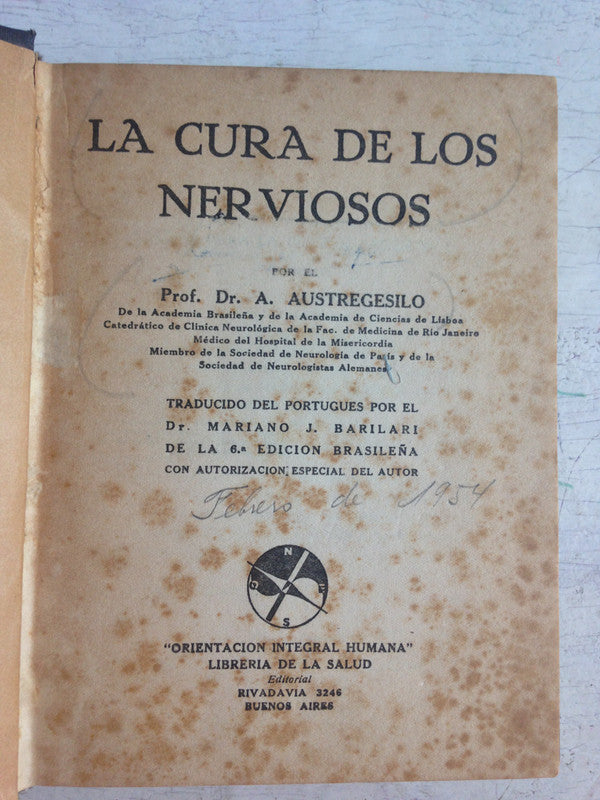 LA CURA DE LOS
NERVIOSOS
POR EL
Prof. Dr. A. AUSTREGESILO
De la Academia Brasileña y de la Academia de Ciencias de Lisboa
Catedrático de Clínica Neurológica de la Fac. de Medicina de Rio Janeiro
Médico del Hospital de la Misericordia
Miembro de la Sociedad de Neurología de París y de la
Sociedad de Neurologistas Alemanes
TRADUCIDO DEL PORTUGUES POR EL
Dr. MARIANO J. BARILARI
DE LA 6.ª EDICION BRASILEÑA
CON AUTORIZACION ESPECIAL DEL AUTOR
Febrero de 1954
N
O E
S
"ORIENTACION INTEGRAL HUMANA"
LIBRERIA DE LA SALUD
Editorial
RIVADAVIA 3246
BUENOS AIRES